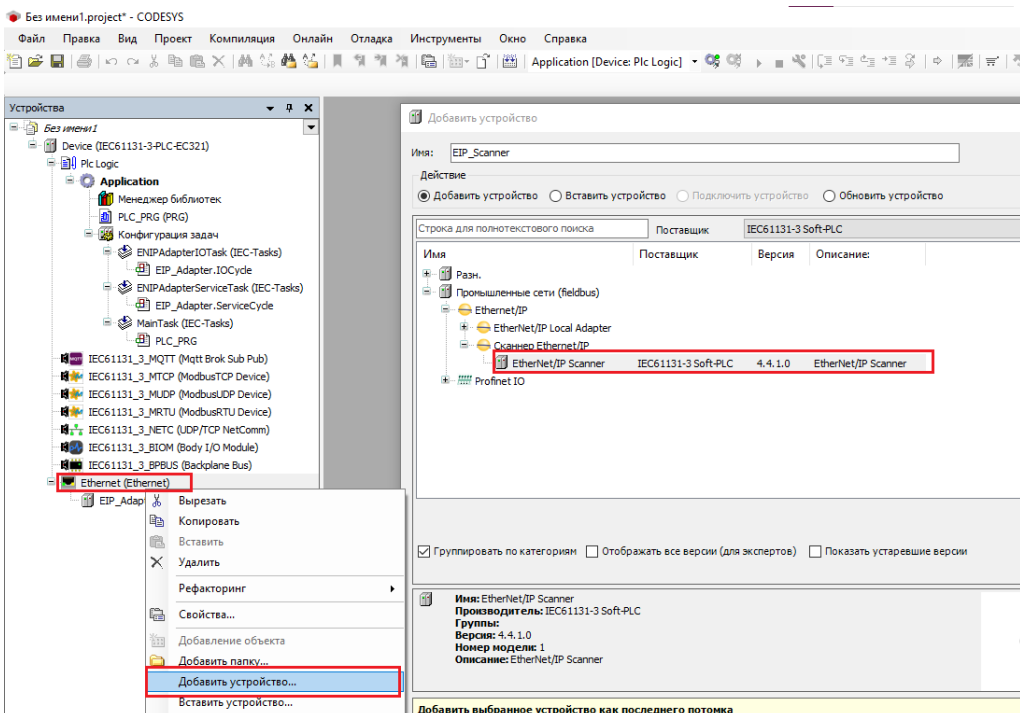 Без имени1.project* - CODESYS
Файл Правка Вид Проект Компиляция Онлайн Отладка Инструменты Окно Справка
Application [Device: Plc Logic]
Устройства
Без имени1
Device (IEC61131-3-PLC-EC321)
Plc Logic
Application
Менеджер библиотек
PLC_PRG (PRG)
Конфигурация задач
ENIPAdapterIOTask (IEC-Tasks)
EIP_Adapter.IOCycle
ENIPAdapterServiceTask (IEC-Tasks)
EIP_Adapter.ServiceCycle
MainTask (IEC-Tasks)
PLC_PRG
IEC61131_3_MQTT (Mqtt Brok Sub Pub)
IEC61131_3_MTCP (ModbusTCP Device)
IEC61131_3_MUDP (ModbusUDP Device)
IEC61131_3_MRTU (ModbusRTU Device)
IEC61131_3_NETC (UDP/TCP NetComm)
IEC61131_3_BIOM (Body I/O Module)
IEC61131_3_BPBUS (Backplane Bus)
Ethernet (Ethernet)
EIP_Adap
Вырезать
Копировать
Вставить
Удалить
Рефакторинг
Свойства...
Добавление объекта
Добавить папку...
Добавить устройство...
Вставить устройство...
Добавить устройство
Имя: EIP_Scanner
Действие
Добавить устройство Вставить устройство Подключить устройство Обновить устройство
Строка для полнотекстового поиска Поставщик IEC61131-3 Soft-PLC
Имя Поставщик Версия Описание:
Разн.
Промышленные сети (fieldbus)
Ethernet/IP
EtherNet/IP Local Adapter
Сканнер Ethernet/IP
EtherNet/IP Scanner IEC61131-3 Soft-PLC 4.4.1.0 EtherNet/IP Scanner
Profinet IO
Группировать по категориям Отображать все версии (для экспертов) Показать устаревшие версии
Имя: EtherNet/IP Scanner
Производитель: IEC61131-3 Soft-PLC
Группы:
Версия: 4.4.1.0
Номер модели: 1
Описание: EtherNet/IP Scanner
Добавить выбранное устройство как последнего потомка